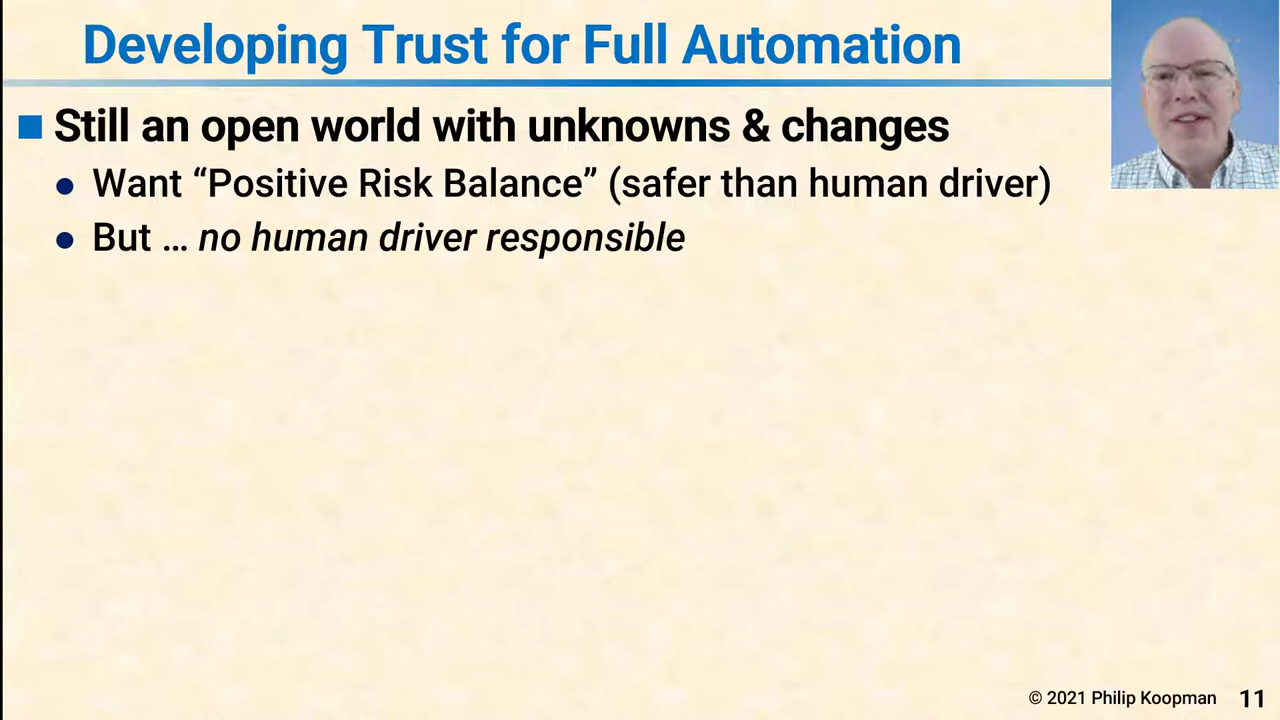 Developing Trust for Full Automation
Still an open world with unknowns & changes
Want “Positive Risk Balance” (safer than human driver)
But … no human driver responsible
© 2021 Philip Koopman 11